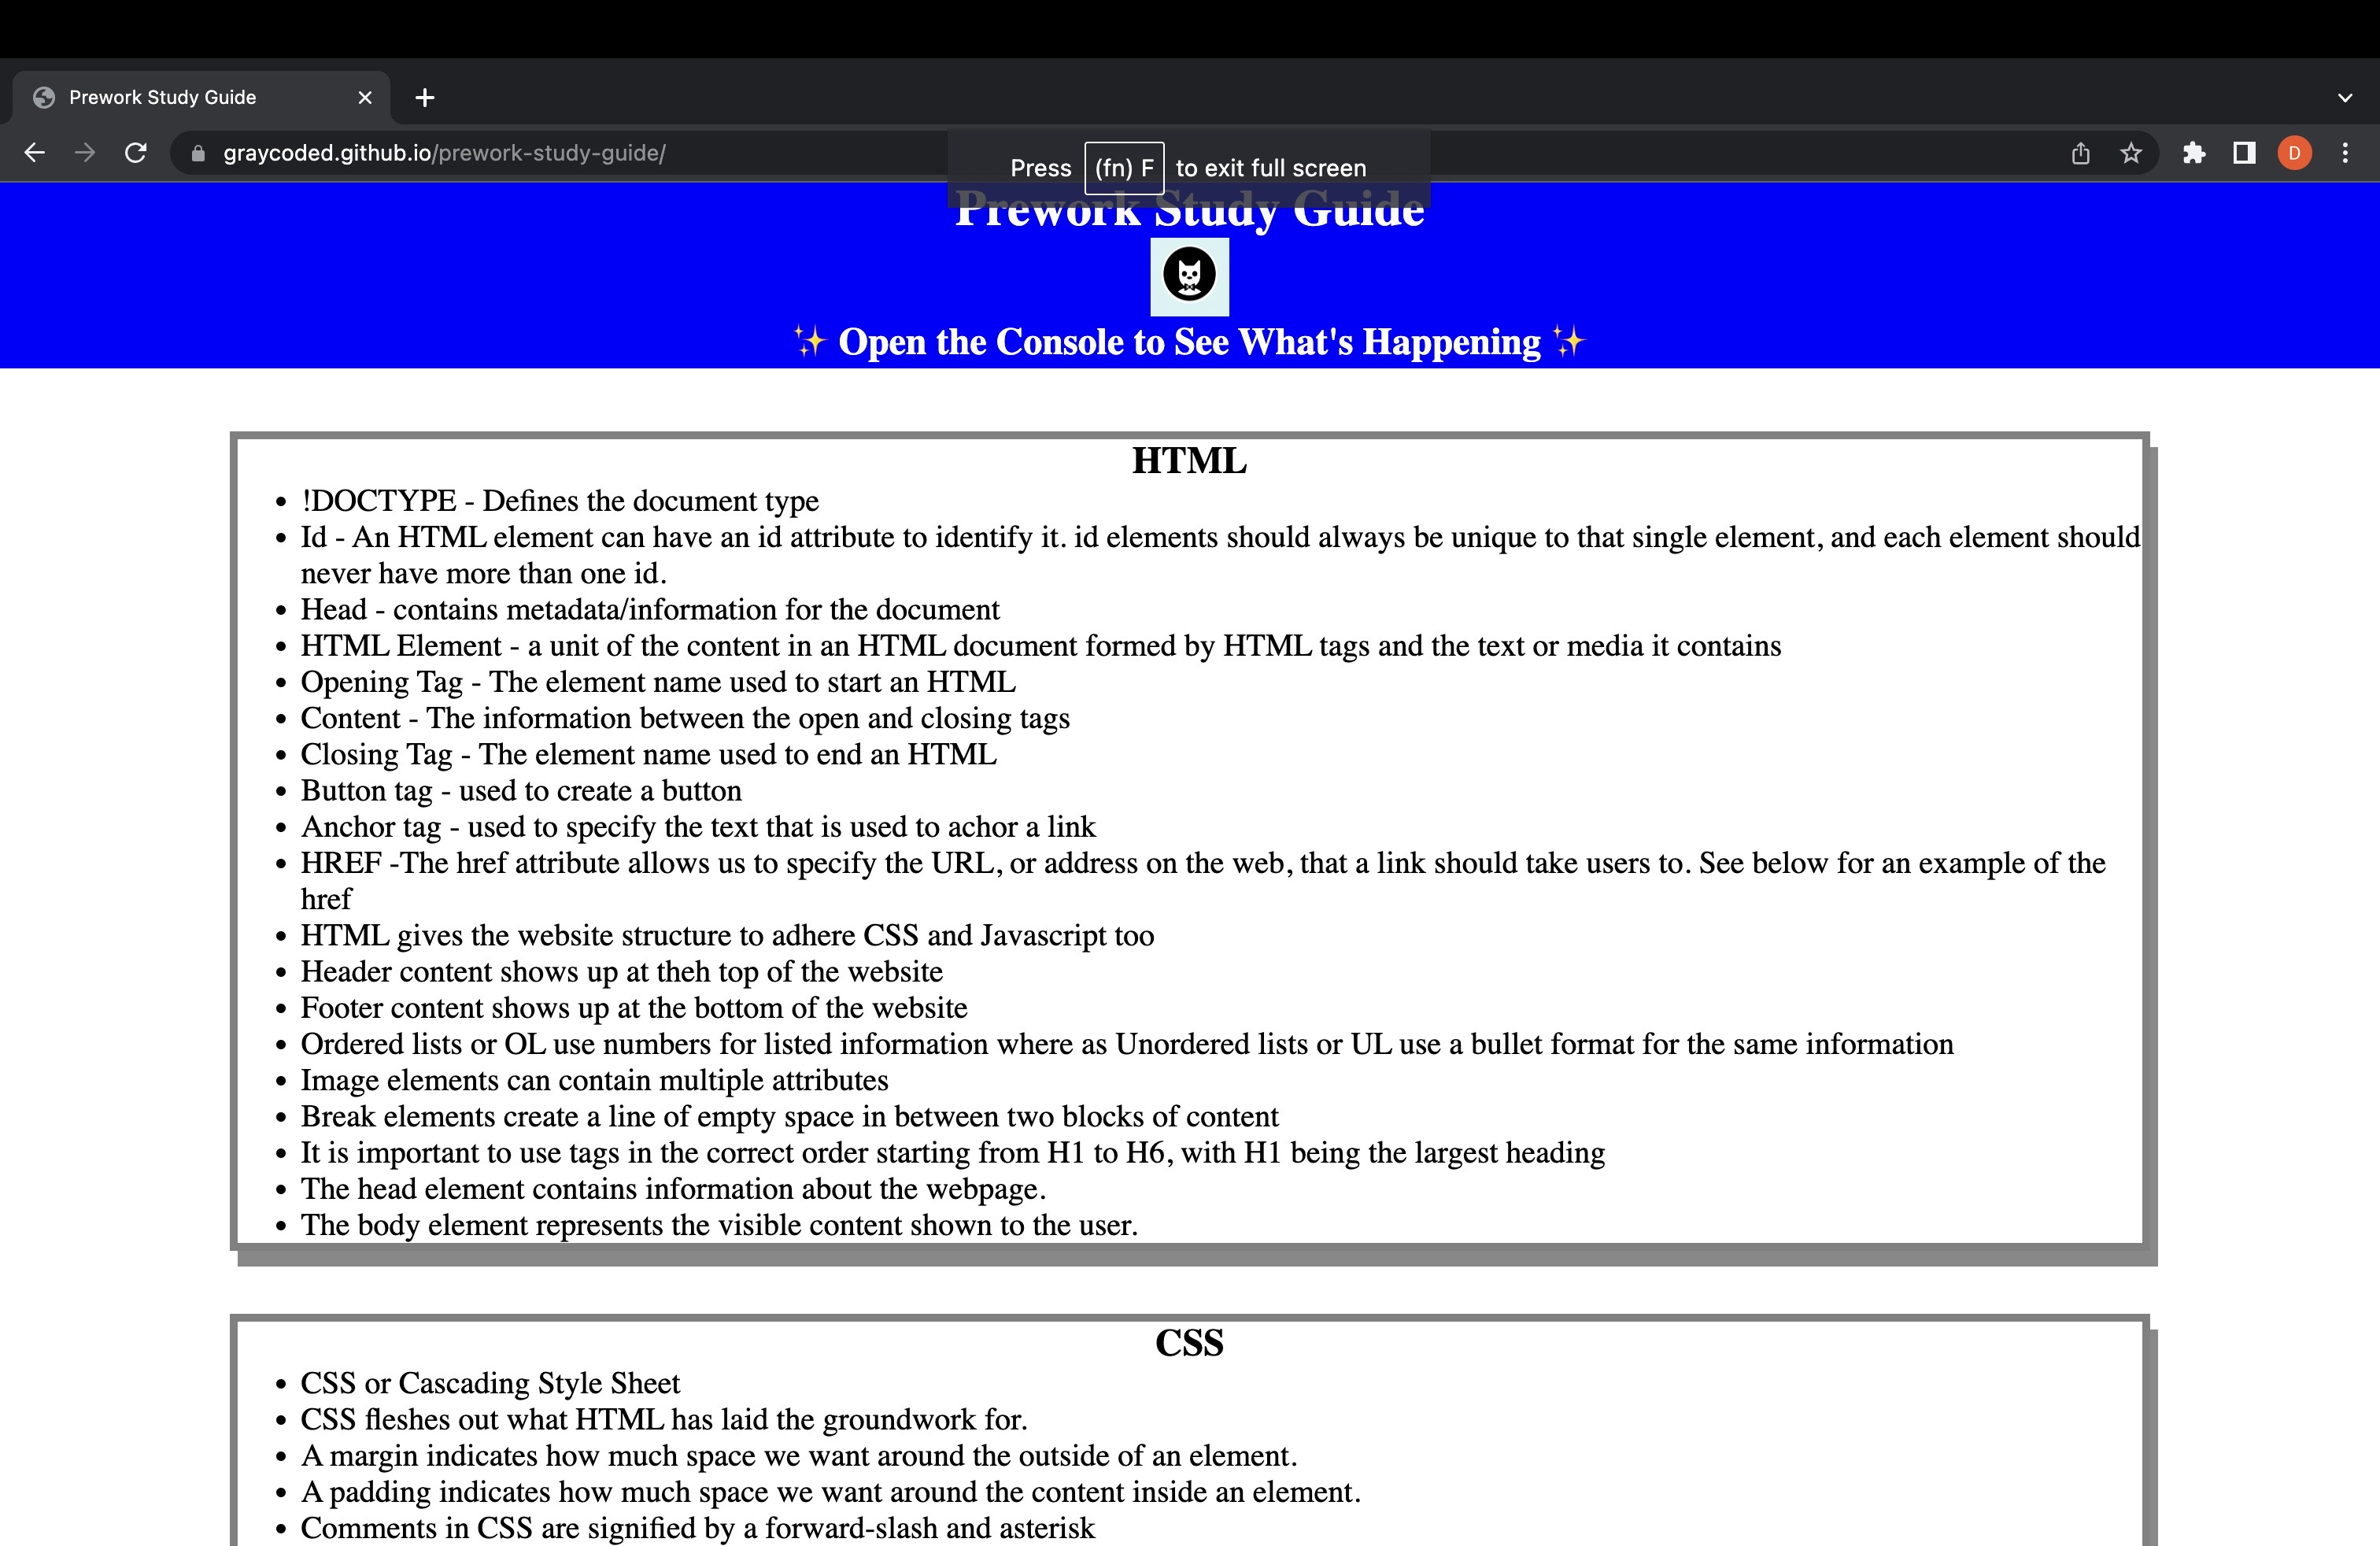 Prework Study Guide
graycoded.github.io/prework-study-guide/
Press (fn) F to exit full screen
D
Prework Study Guide
✨ Open the Console to See What's Happening ✨
HTML
• !DOCTYPE - Defines the document type
• Id - An HTML element can have an id attribute to identify it. id elements should always be unique to that single element, and each element should
never have more than one id.
• Head - contains metadata/information for the document
• HTML Element - a unit of the content in an HTML document formed by HTML tags and the text or media it contains
• Opening Tag - The element name used to start an HTML
• Content - The information between the open and closing tags
• Closing Tag - The element name used to end an HTML
• Button tag - used to create a button
• Anchor tag - used to specify the text that is used to achor a link
• HREF -The href attribute allows us to specify the URL, or address on the web, that a link should take users to. See below for an example of the
href
• HTML gives the website structure to adhere CSS and Javascript too
• Header content shows up at theh top of the website
• Footer content shows up at the bottom of the website
• Ordered lists or OL use numbers for listed information where as Unordered lists or UL use a bullet format for the same information
• Image elements can contain multiple attributes
• Break elements create a line of empty space in between two blocks of content
• It is important to use tags in the correct order starting from H1 to H6, with H1 being the largest heading
• The head element contains information about the webpage.
• The body element represents the visible content shown to the user.
CSS
• CSS or Cascading Style Sheet
• CSS fleshes out what HTML has laid the groundwork for.
• A margin indicates how much space we want around the outside of an element.
• A padding indicates how much space we want around the content inside an element.
• Comments in CSS are signified by a forward-slash and asterisk